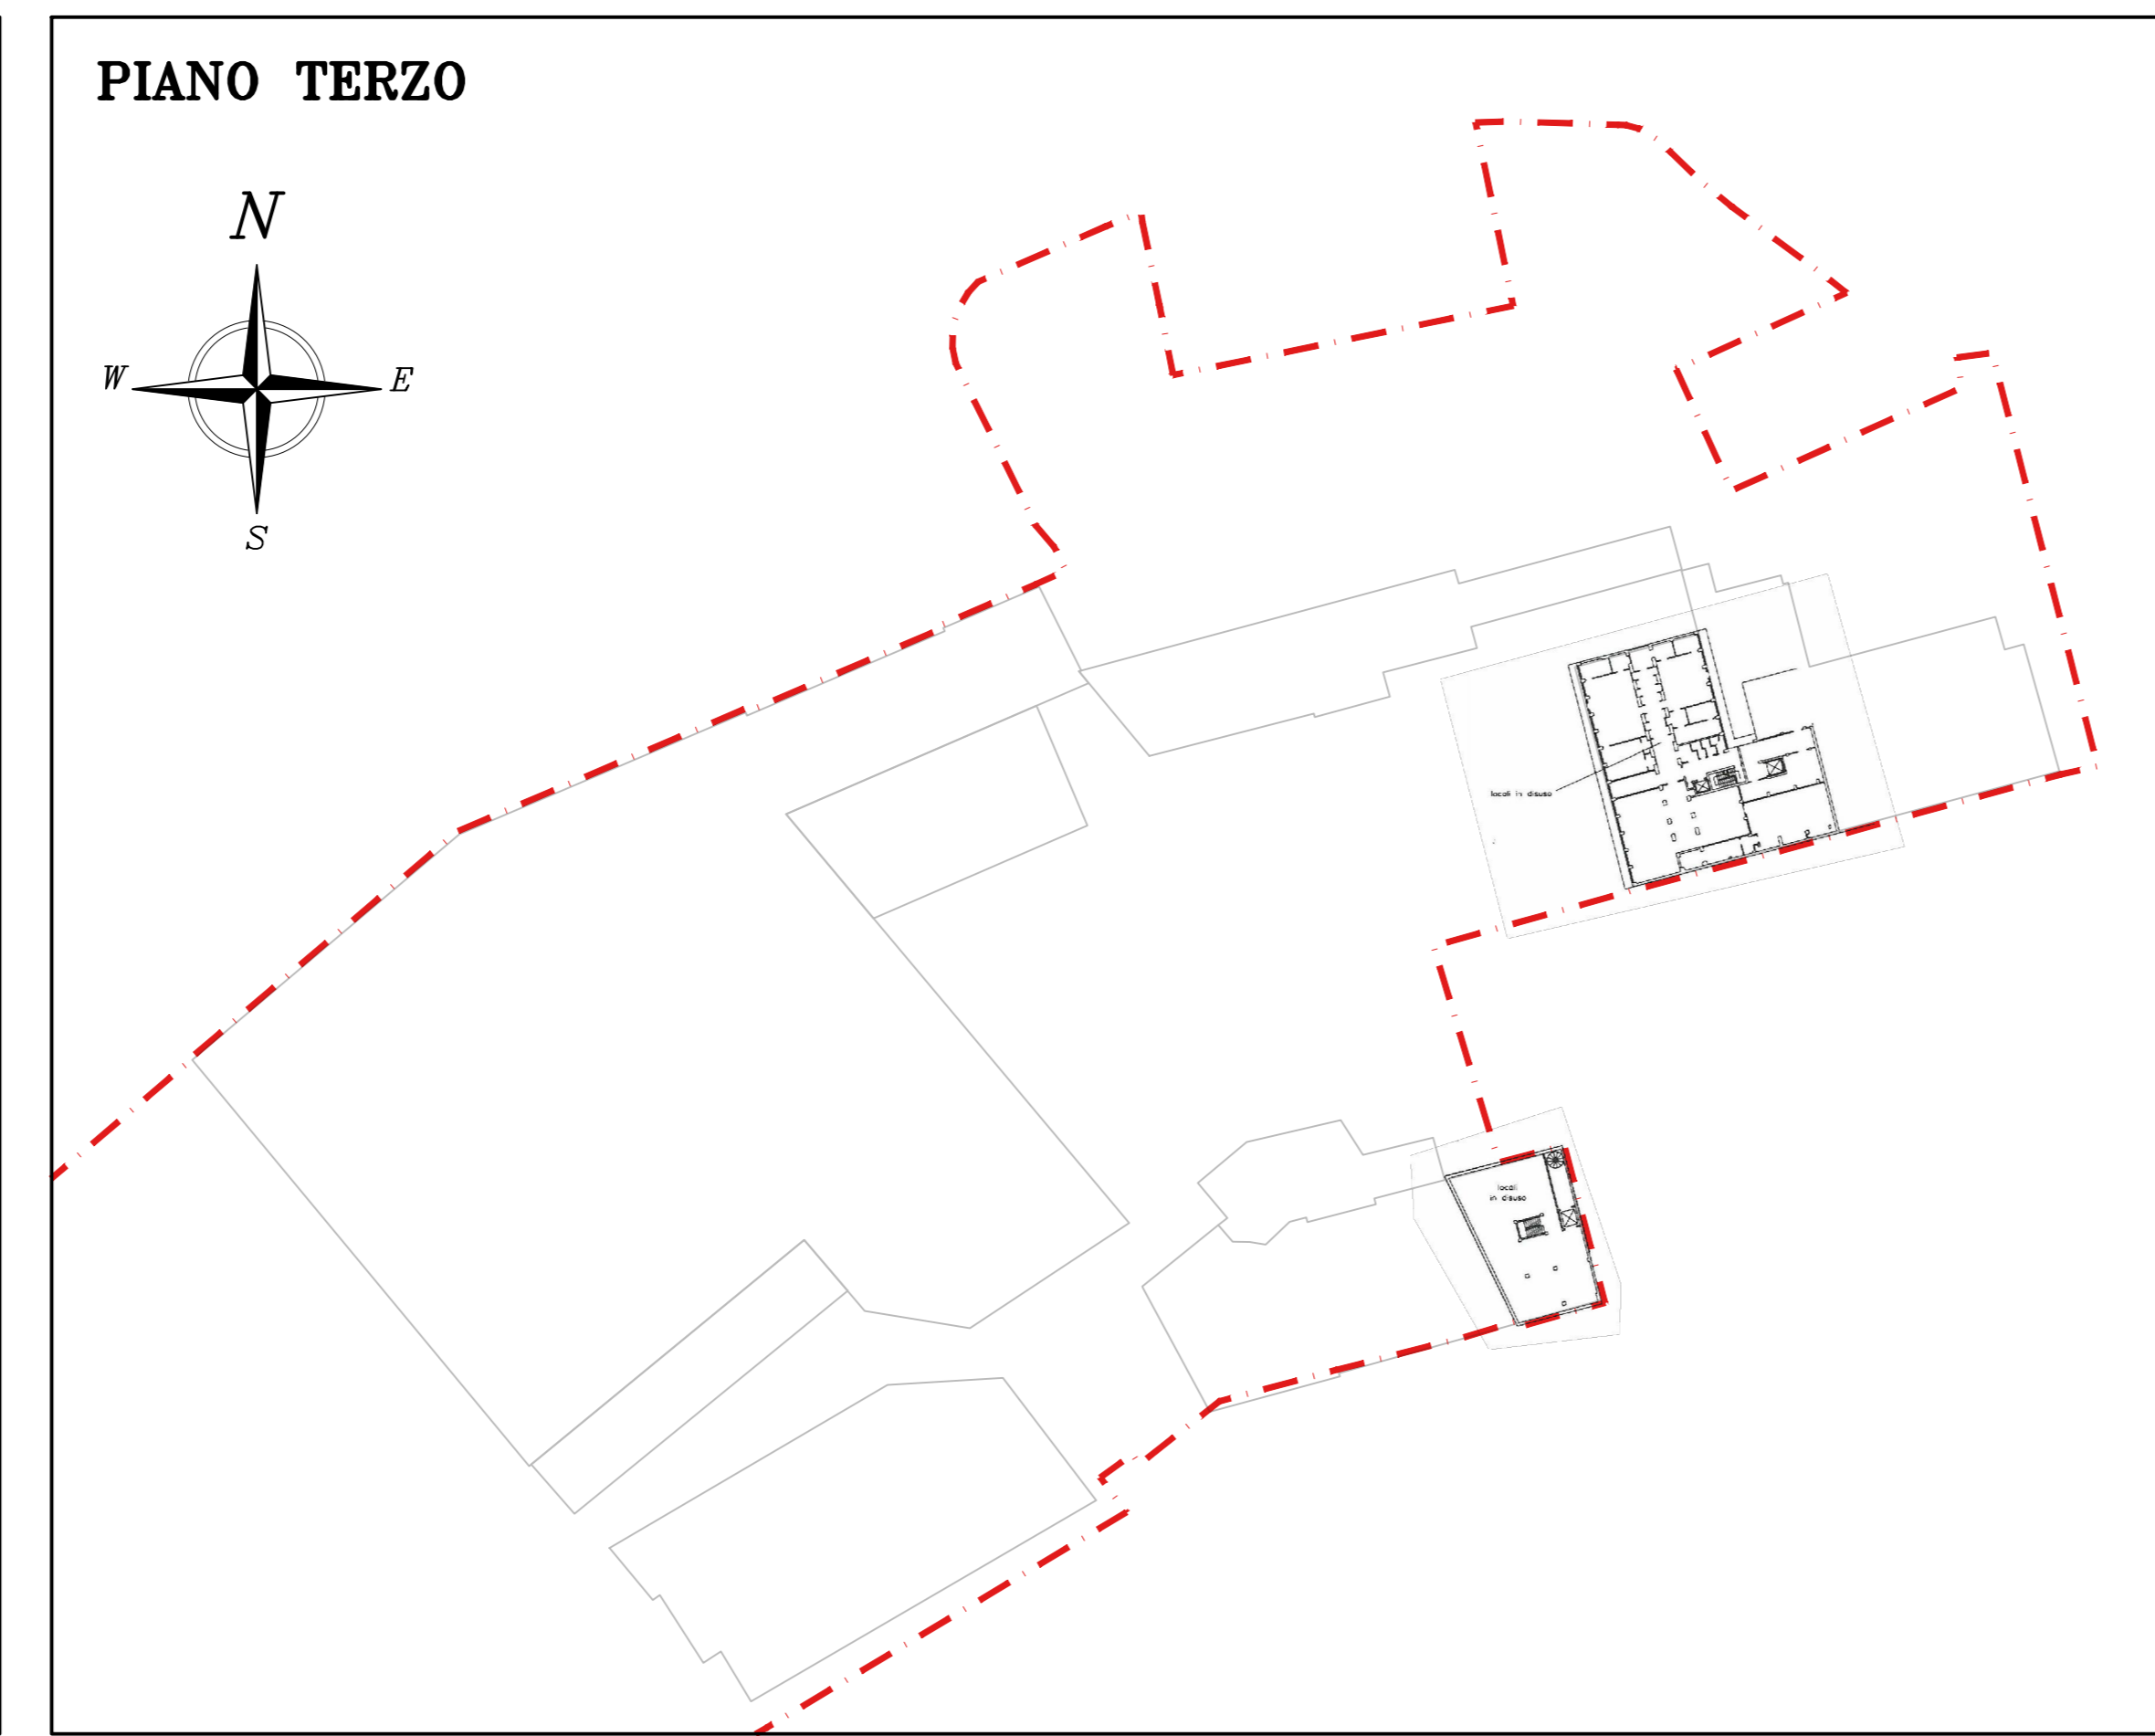 PIANO TERZO
N
W
E
S
locali in disuso
locali
in disuso